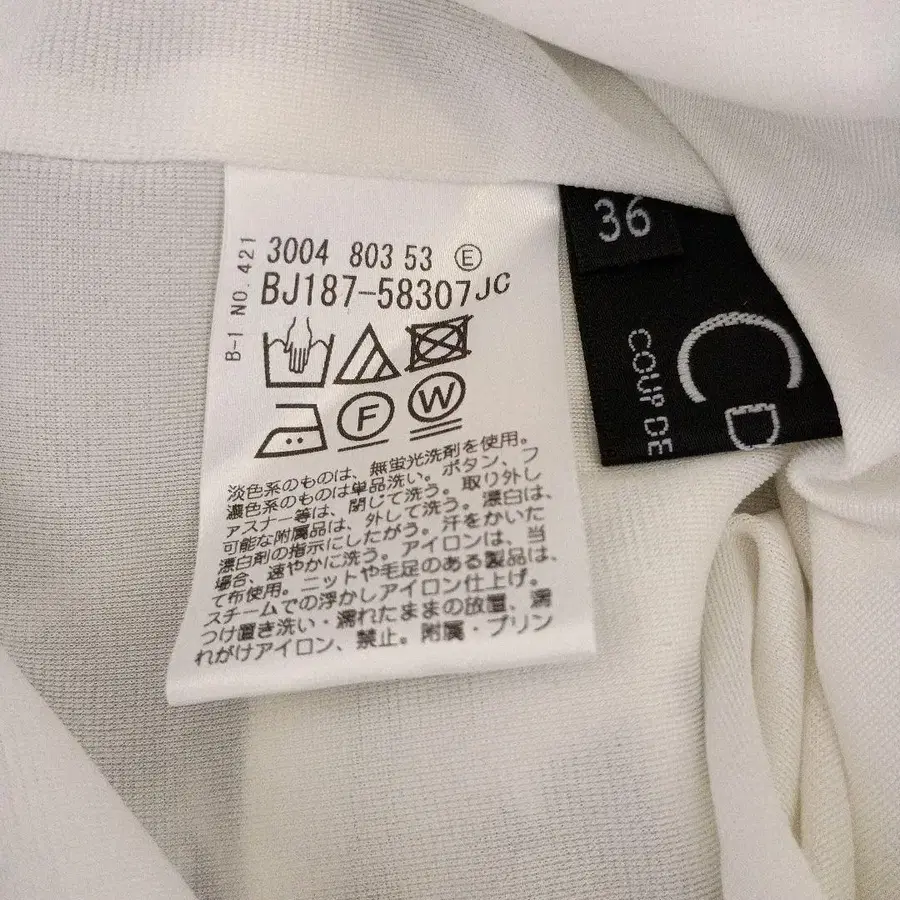 B-1 NO. 421
3004 803 53 Ⓔ
BJ187-58307JC
F
W
淡色系のものは、無蛍光洗剤を使用。
濃色系のものは単品洗い。ボタン、フ
ァスナー等は、閉じて洗う。取り外し
可能な附属品は、外して洗う。漂白は、
漂白剤の指示にしたがう。汗をかいた
場合、速やかに洗う。アイロンは、当
て布使用。ニットや毛足のある製品は、
スチームでの浮かしアイロン仕上げ。
つけ置き洗い・濡れたままの放置、濡
れがけアイロン、禁止。附属・プリン
36
CD
COUP DE